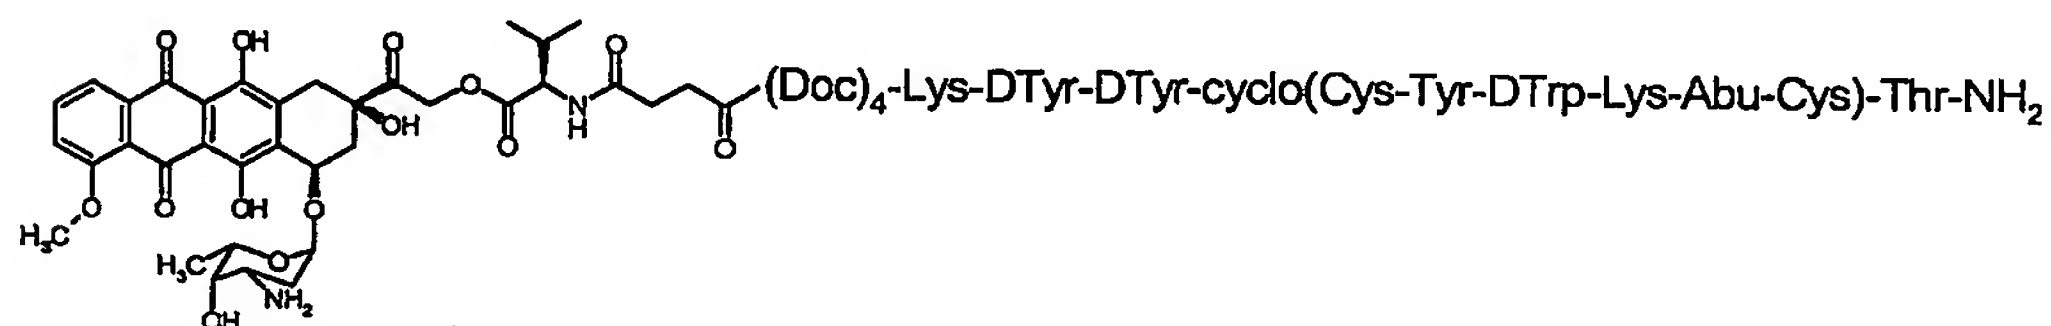 O OH O O
(Doc)₄-Lys-DTyr-DTyr-cyclo(Cys-Tyr-DTrp-Lys-Abu-Cys)-Thr-NH₂
O
OH
N
H
O
O
O O OH O
H₃C
H₃C O
NH₂
OH